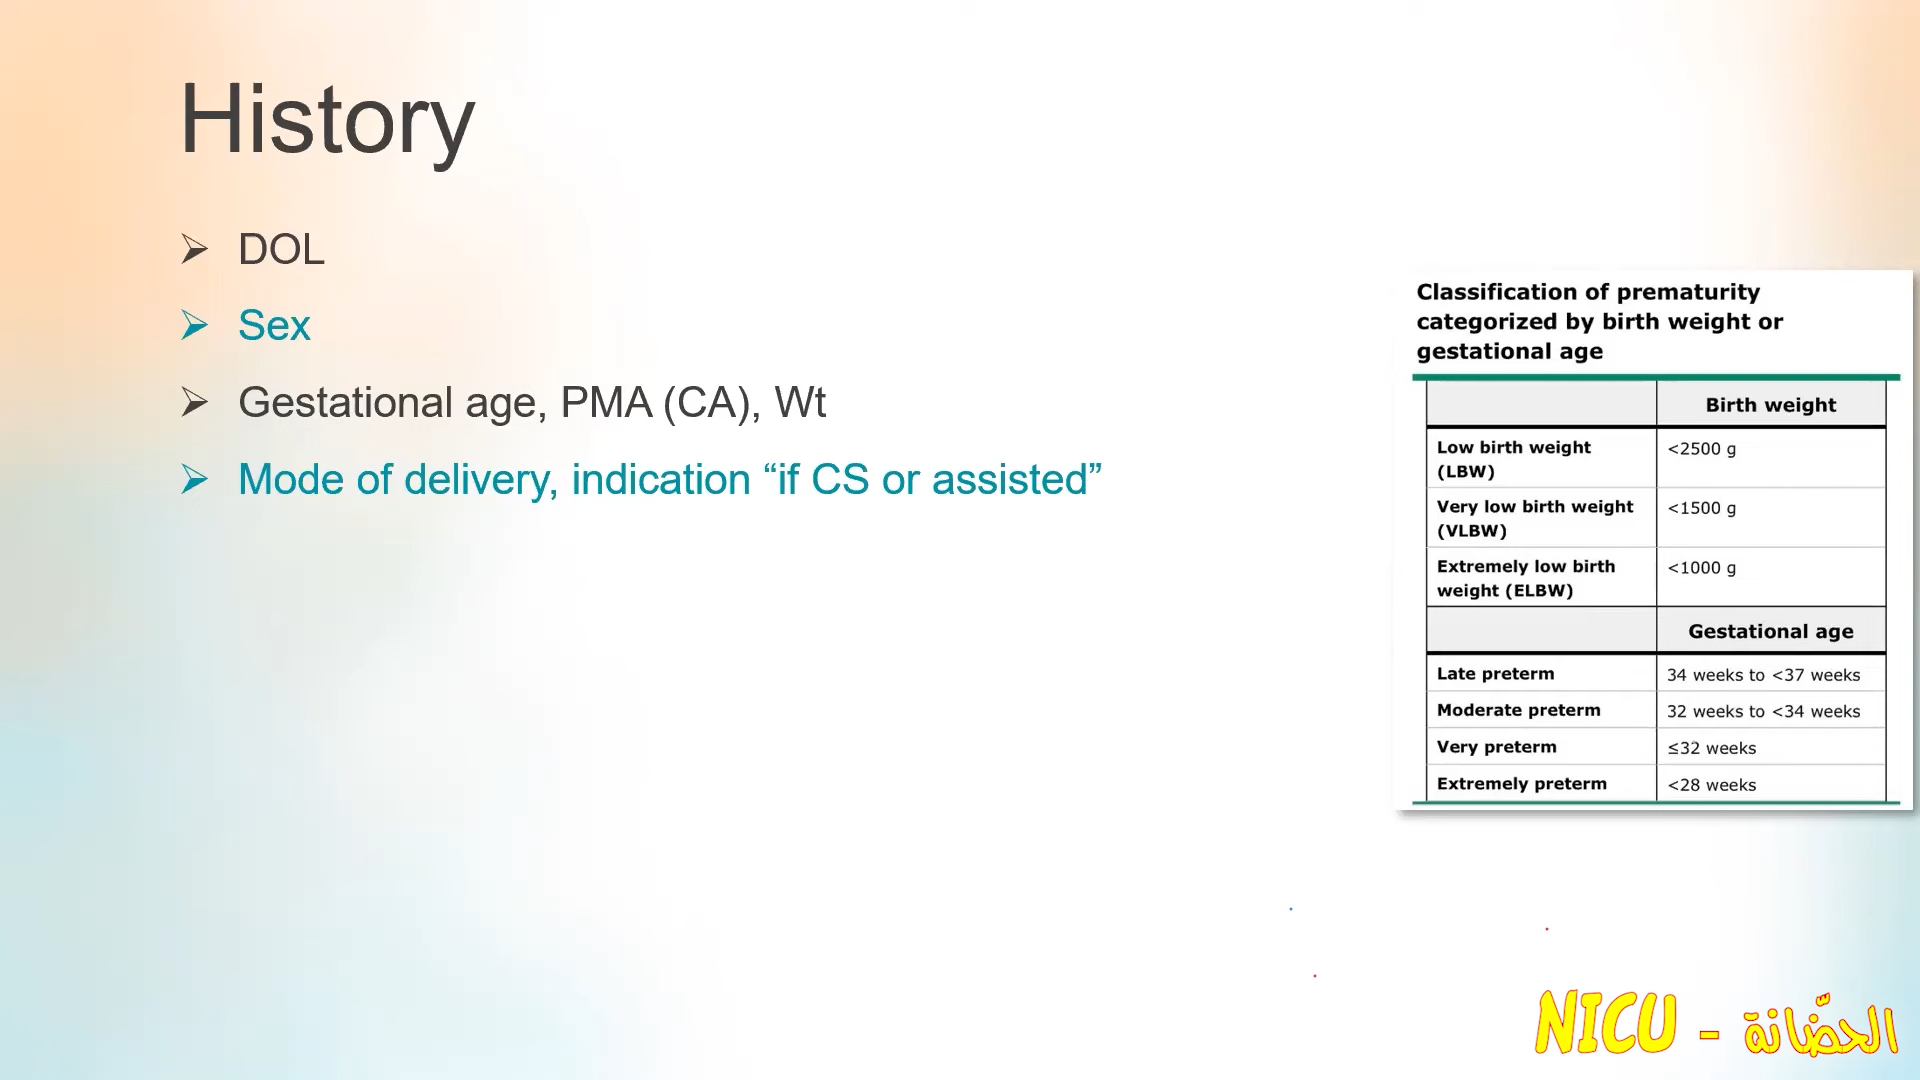 History
DOL
Sex
Gestational age, PMA (CA), Wt
Mode of delivery, indication “if CS or assisted”
Classification of prematurity
categorized by birth weight or
gestational age
Birth weight
Low birth weight (LBW) <2500 g
Very low birth weight (VLBW) <1500 g
Extremely low birth weight (ELBW) <1000 g
Gestational age
Late preterm 34 weeks to <37 weeks
Moderate preterm 32 weeks to <34 weeks
Very preterm ≤32 weeks
Extremely preterm <28 weeks
NICU - الحضّانة